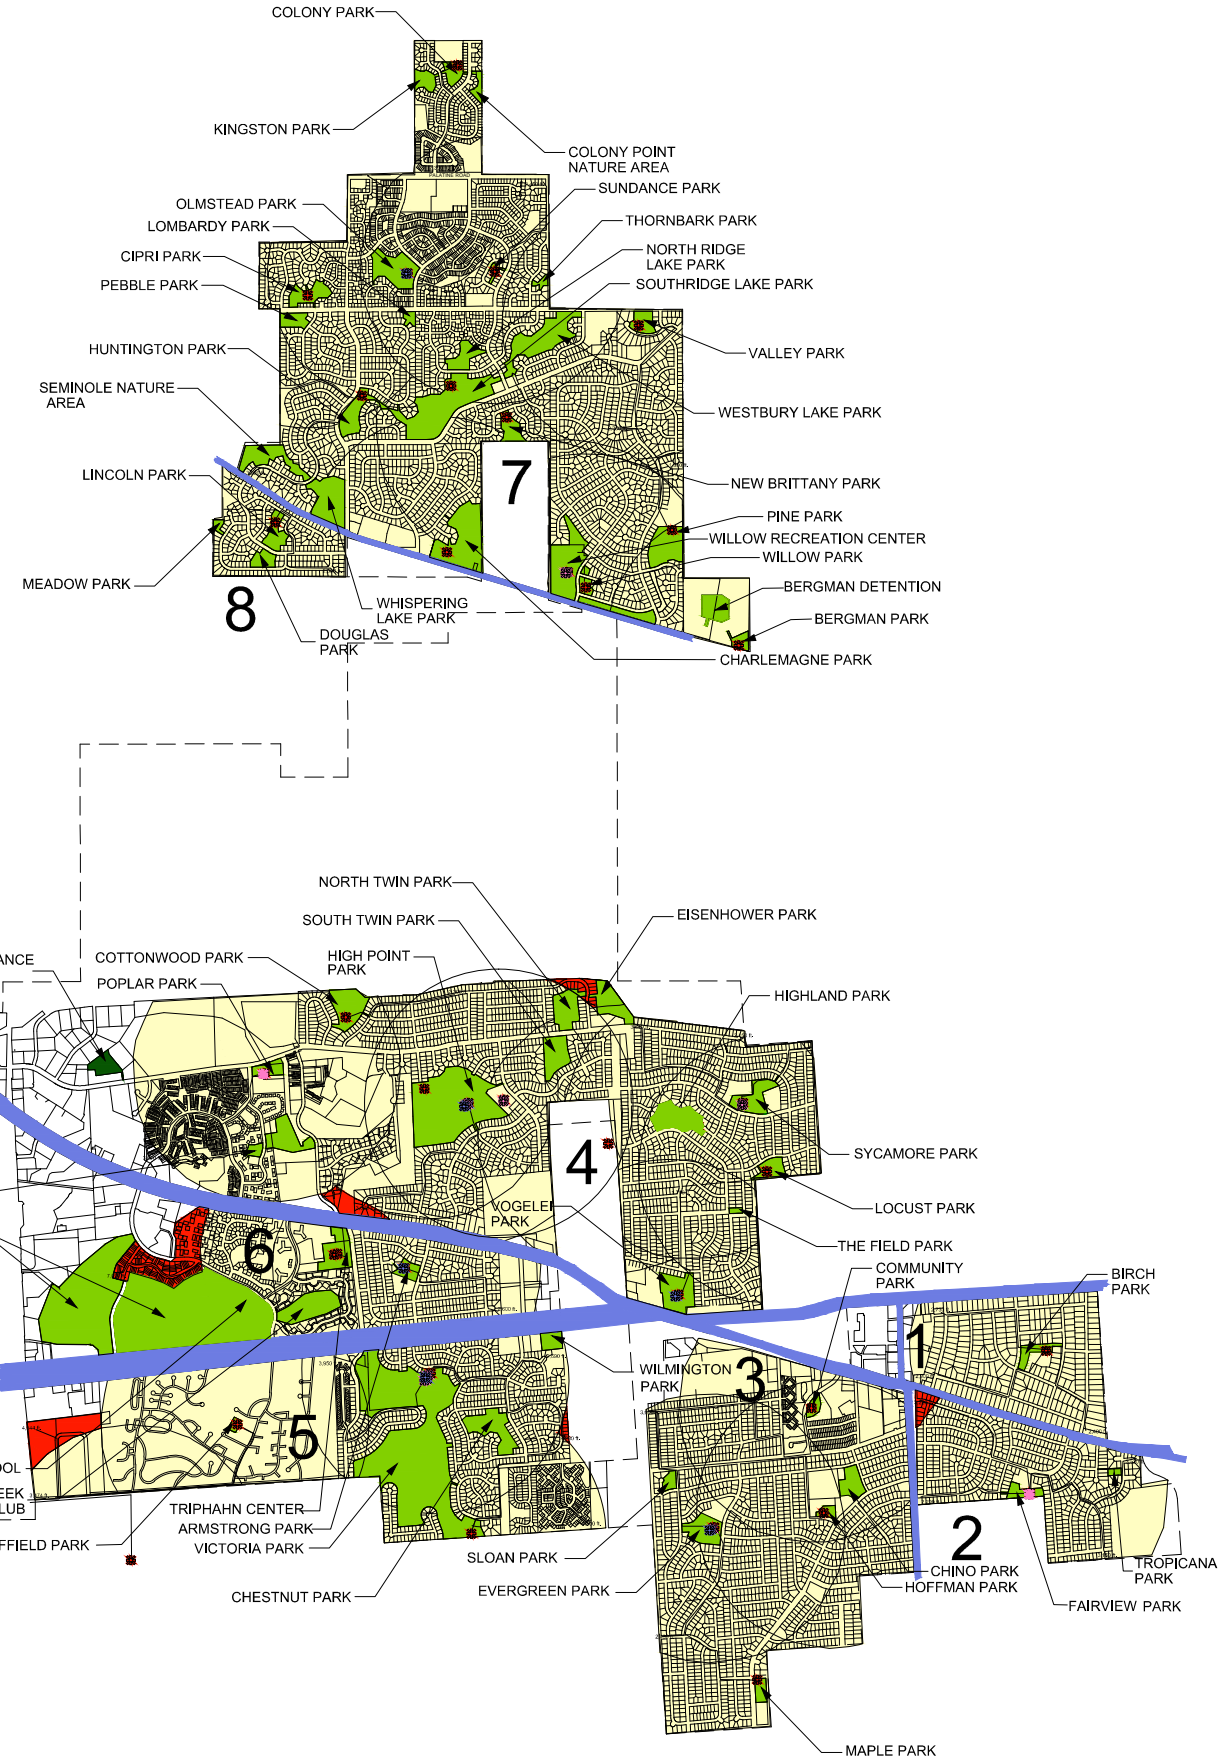 COLONY PARK
KINGSTON PARK
COLONY POINT
NATURE AREA
PALATINE ROAD
SUNDANCE PARK
OLMSTEAD PARK
LOMBARDY PARK
THORNBARK PARK
CIPRI PARK
NORTH RIDGE
LAKE PARK
PEBBLE PARK
SOUTHRIDGE LAKE PARK
HUNTINGTON PARK
VALLEY PARK
SEMINOLE NATURE
AREA
WESTBURY LAKE PARK
LINCOLN PARK
7
NEW BRITTANY PARK
PINE PARK
WILLOW RECREATION CENTER
WILLOW PARK
MEADOW PARK
BERGMAN DETENTION
8
WHISPERING
LAKE PARK
BERGMAN PARK
DOUGLAS
PARK
CHARLEMAGNE PARK
NORTH TWIN PARK
SOUTH TWIN PARK
EISENHOWER PARK
ANCE
COTTONWOOD PARK
HIGH POINT
PARK
POPLAR PARK
HIGHLAND PARK
4
SYCAMORE PARK
VOGELEI
PARK
LOCUST PARK
6
THE FIELD PARK
COMMUNITY
PARK
BIRCH
PARK
1
WILMINGTON
PARK
3
5
OOL
EEK
LUB
TRIPHAHN CENTER
ARMSTRONG PARK
VICTORIA PARK
FFIELD PARK
SLOAN PARK
2
CHESTNUT PARK
EVERGREEN PARK
CHINO PARK
HOFFMAN PARK
TROPICANA
PARK
FAIRVIEW PARK
MAPLE PARK